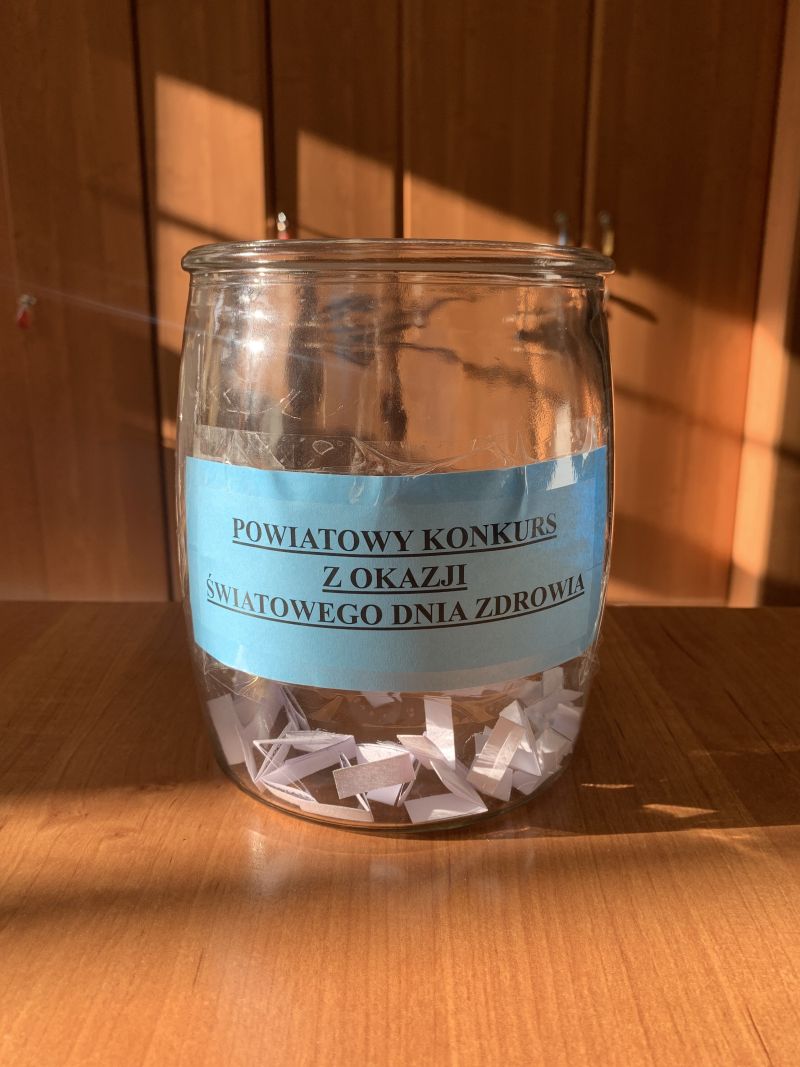 POWIATOWY KONKURS
Z OKAZJI
ŚWIATOWEGO DNIA ZDROWIA